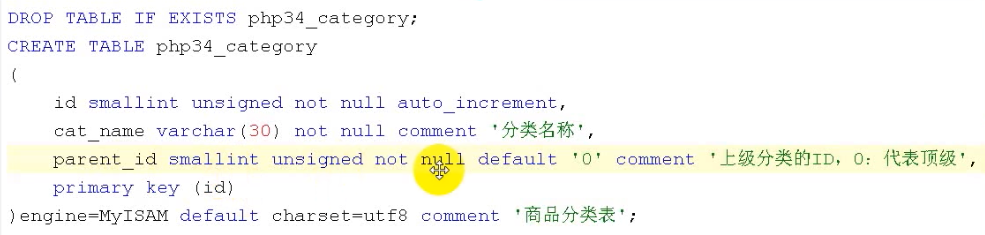 DROP TABLE IF EXISTS php34_category;
CREATE TABLE php34_category
(
    id smallint unsigned not null auto_increment,
    cat_name varchar(30) not null comment '分类名称',
    parent_id smallint unsigned not null default '0' comment '上级分类的ID，0：代表顶级',
    primary key (id)
)engine=MyISAM default charset=utf8 comment '商品分类表';